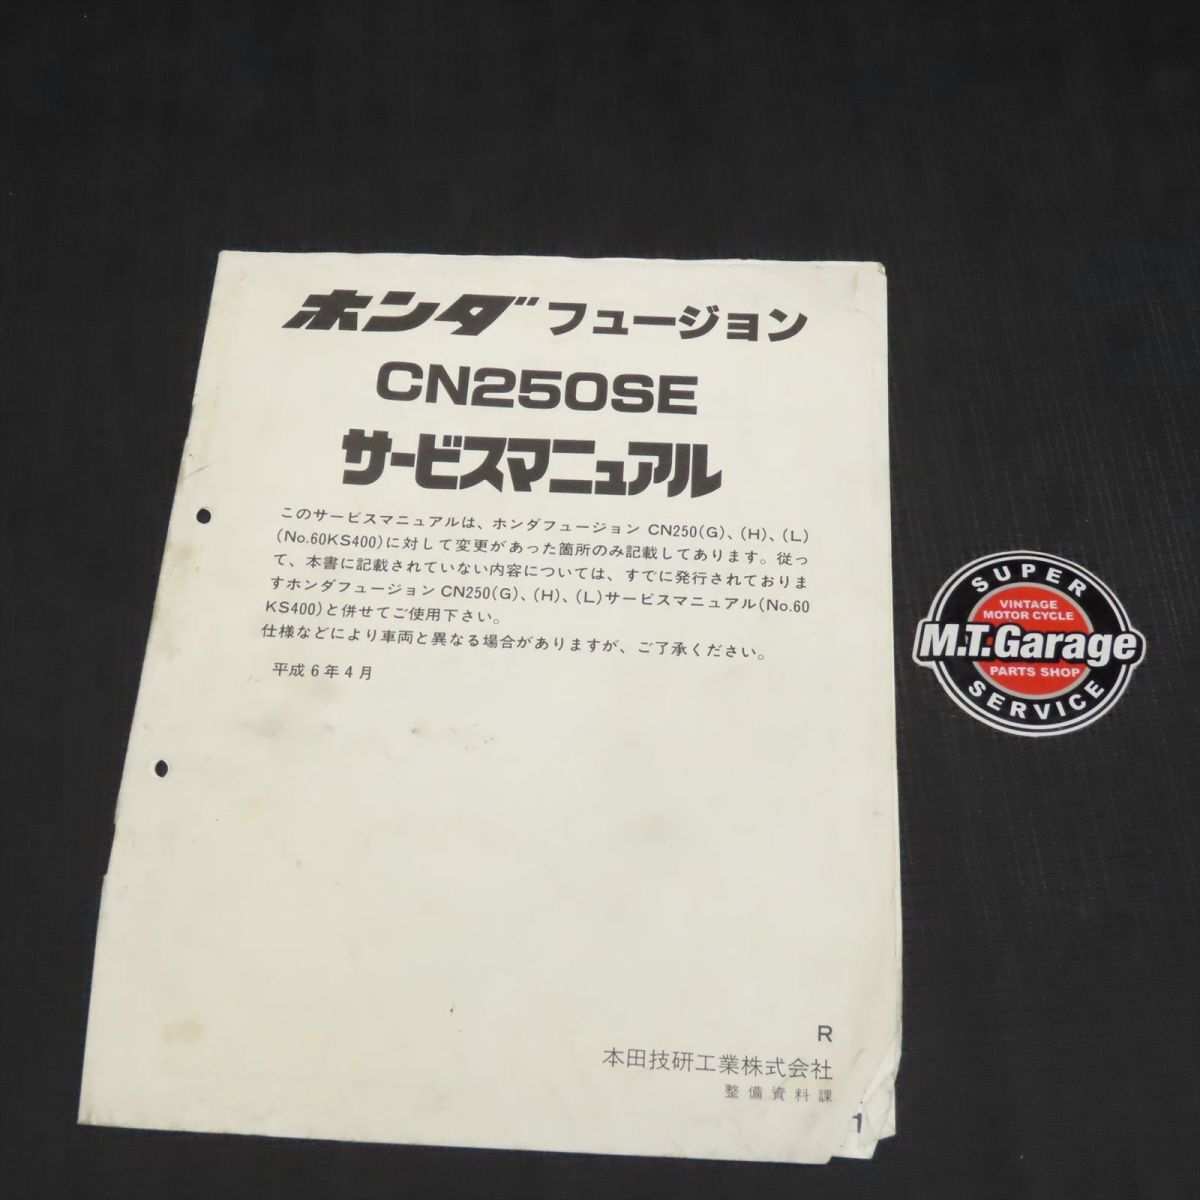 ホンダ フュージョン
CN250SE
サービスマニュアル
このサービスマニュアルは、ホンダフュージョン CN250(G)、(H)、(L)
(No.60KS400)に対して変更があった箇所のみ記載してあります。従っ
て、本書に記載されていない内容については、すでに発行されておりま
すホンダフュージョン CN250(G)、(H)、(L)サービスマニュアル(No.60
KS400)と併せてご使用下さい。
仕様などにより車両と異なる場合がありますが、ご了承ください。
平成6年4月
R
本田技研工業株式会社
整備資料課
1
SUPER
VINTAGE
MOTOR CYCLE
M.T.Garage
PARTS SHOP
SERVICE